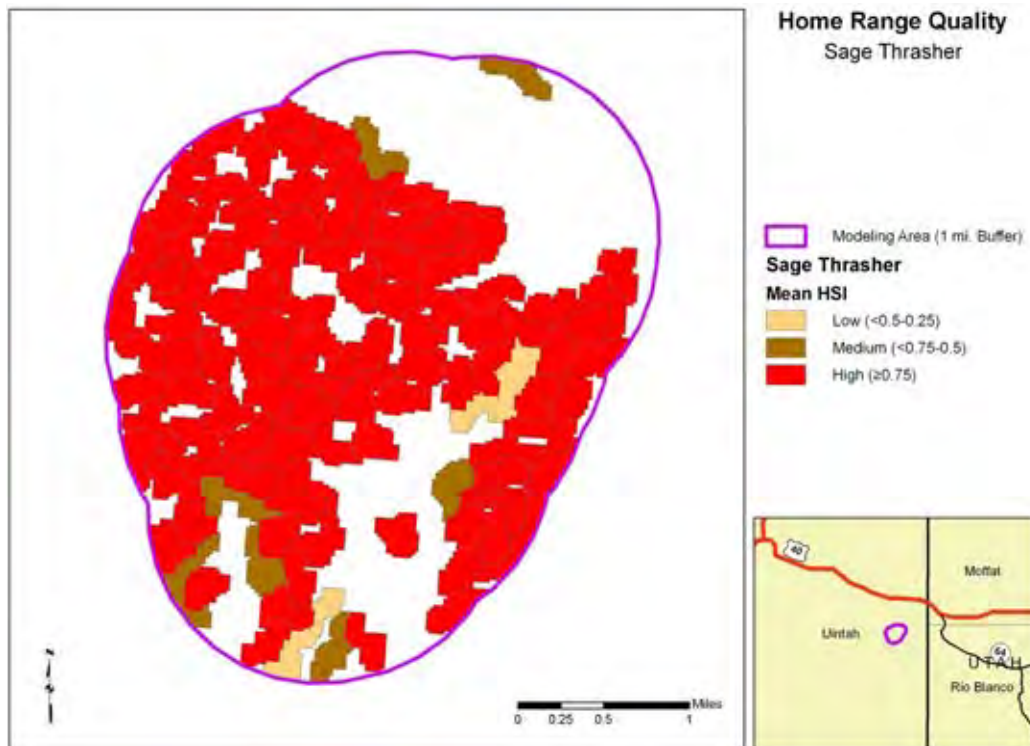 Home Range Quality
Sage Thrasher
Modeling Area (1 mi. Buffer)
Sage Thrasher
Mean HSI
Low (<0.5-0.25)
Medium (<0.75-0.5)
High (≥0.75)
Miles
0 0.25 0.5 1
40
Moffat
Uintah
64
UTAH
Rio Blanco